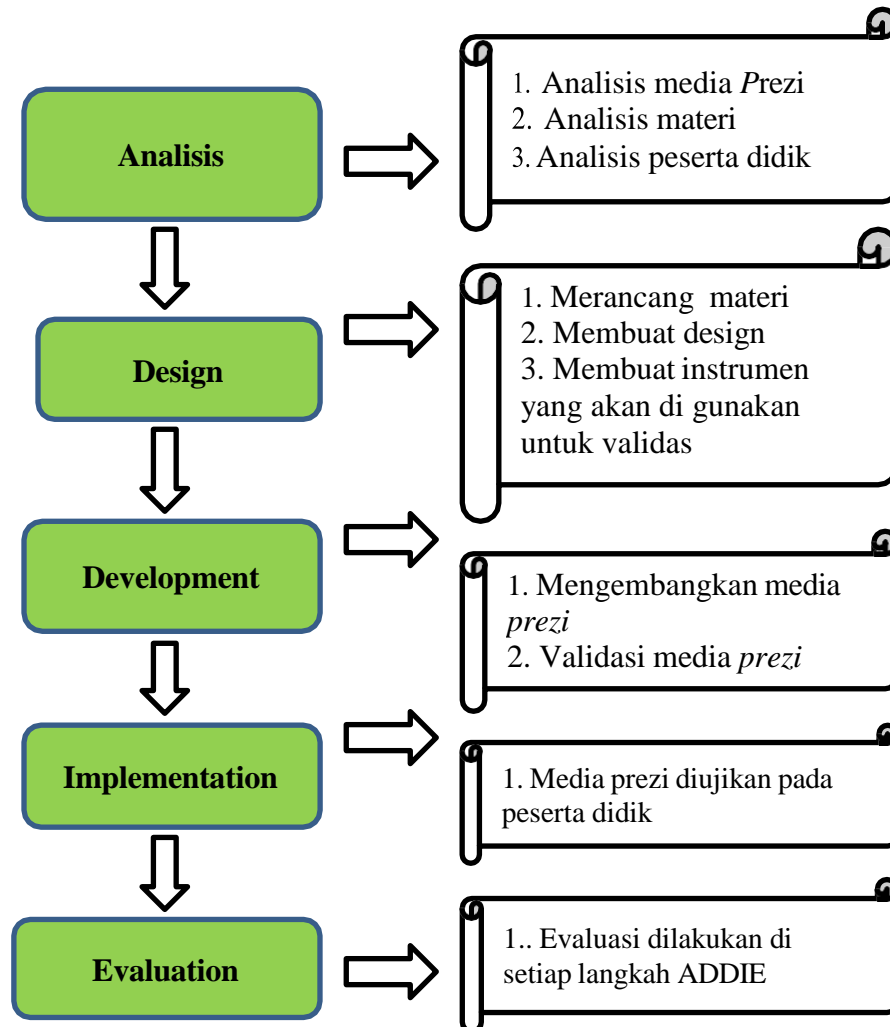 Analisis
1. Analisis media Prezi
2. Analisis materi
3. Analisis peserta didik
Design
1. Merancang materi
2. Membuat design
3. Membuat instrumen
yang akan di gunakan
untuk validas
Development
1. Mengembangkan media
prezi
2. Validasi media prezi
Implementation
1. Media prezi diujikan pada
peserta didik
Evaluation
1.. Evaluasi dilakukan di
setiap langkah ADDIE